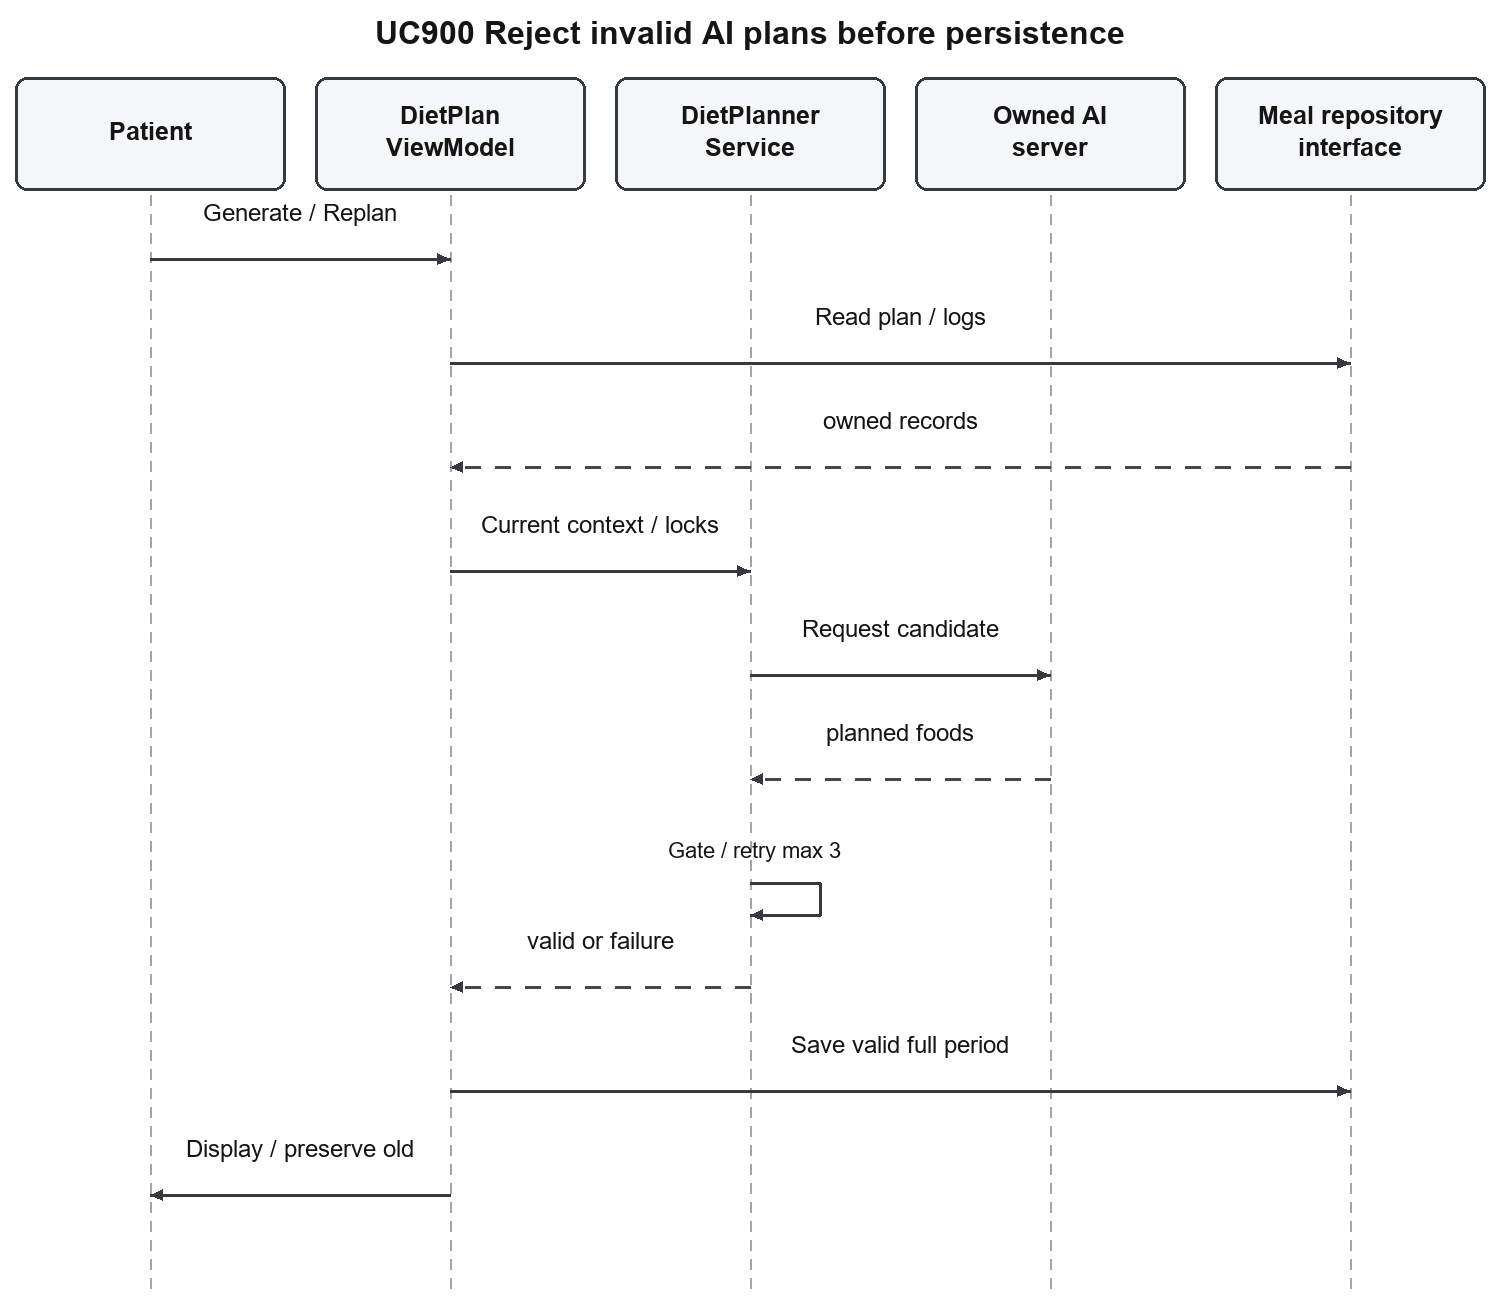 UC900 Reject invalid AI plans before persistence
Patient
DietPlan
ViewModel
DietPlanner
Service
Owned AI
server
Meal repository
interface
Generate / Replan
Read plan / logs
owned records
Current context / locks
Request candidate
planned foods
Gate / retry max 3
valid or failure
Save valid full period
Display / preserve old